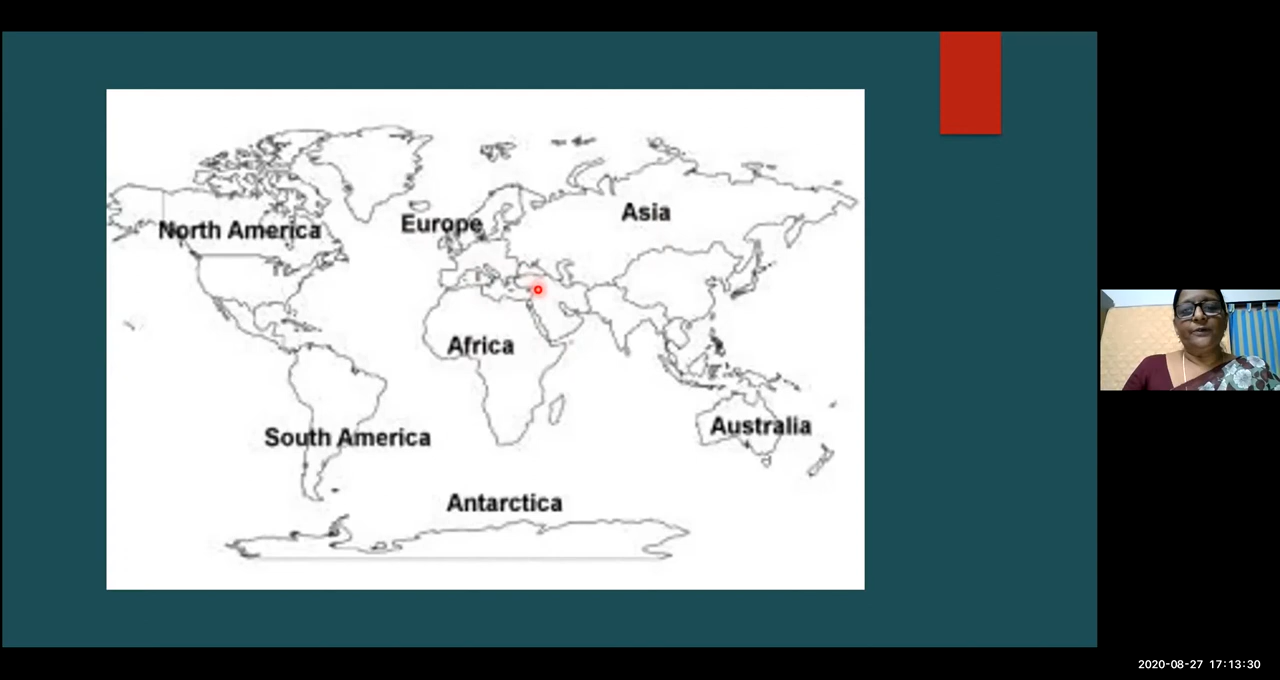 Asia
Europe
North America
Africa
Australia
South America
Antarctica
2020-08-27 17:13:30